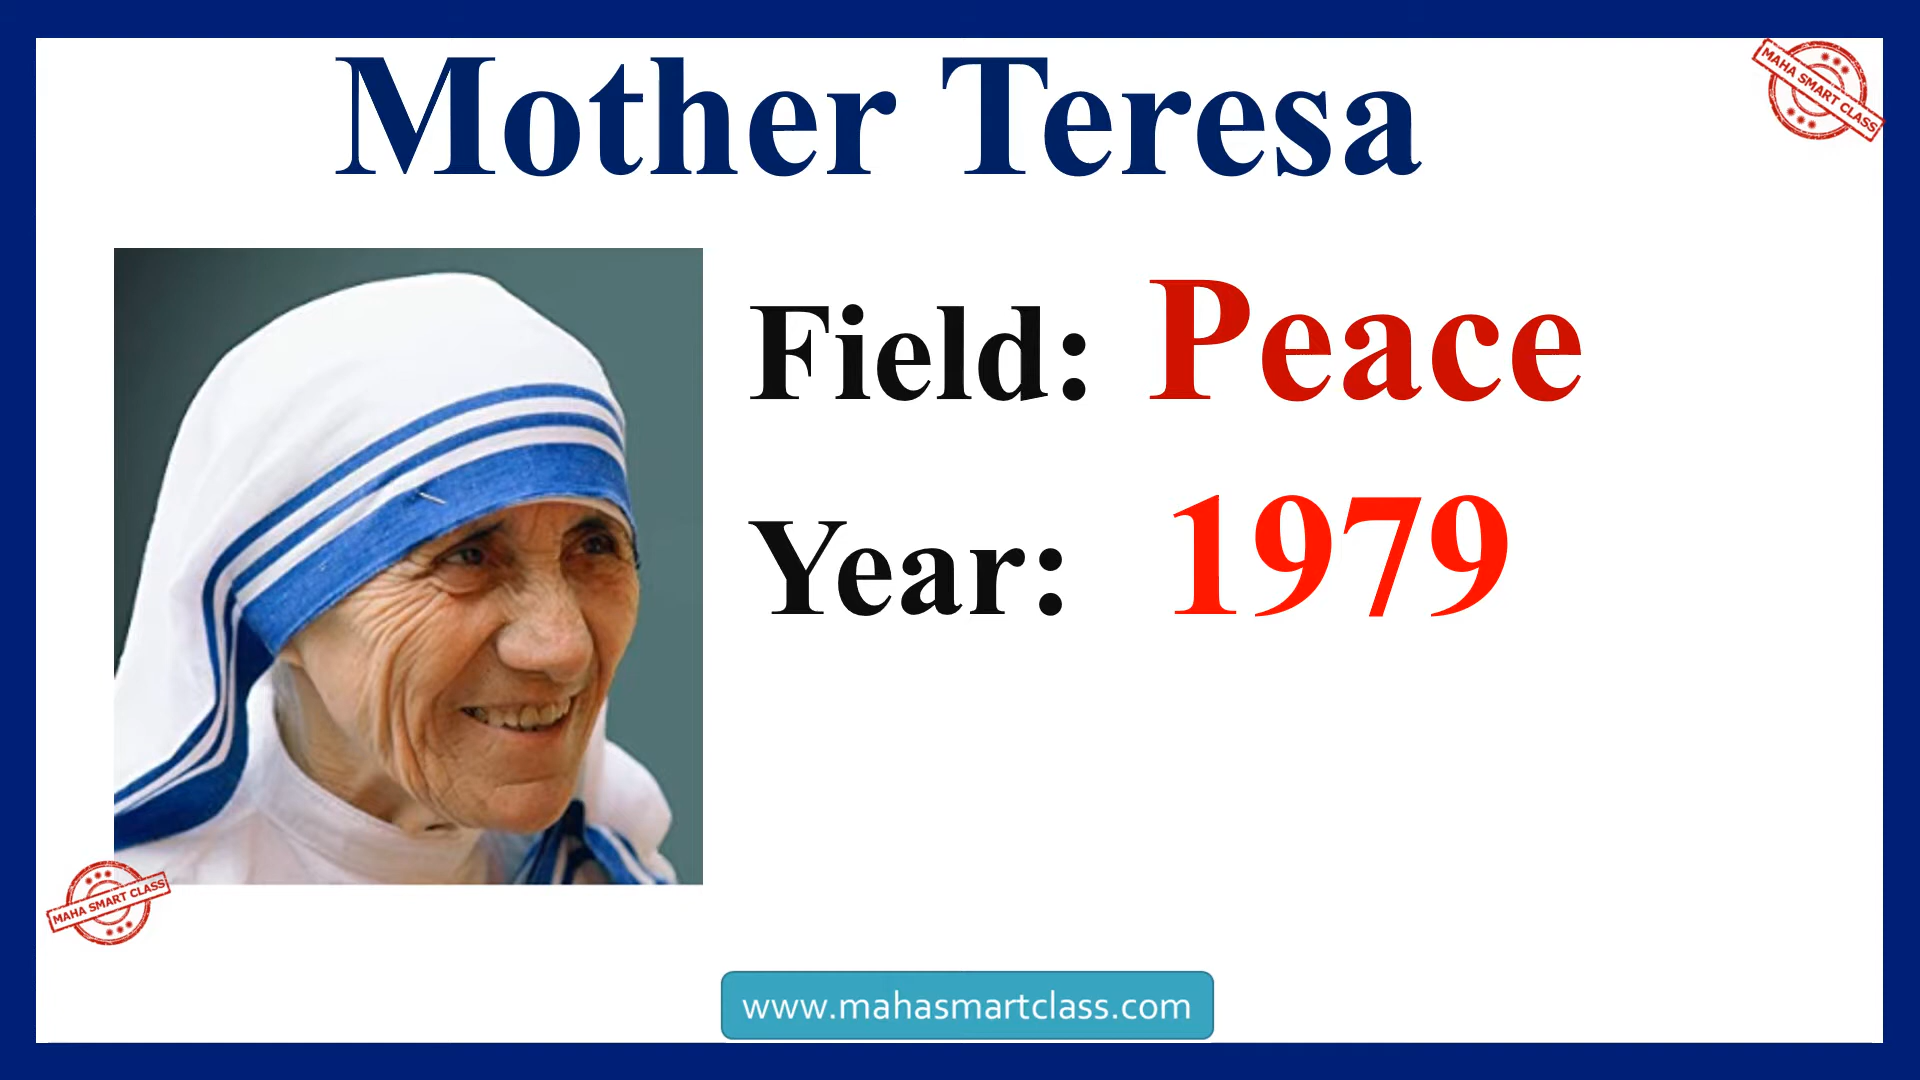 Mother Teresa
MAHA SMART CLASS
Field: Peace
Year: 1979
MAHA SMART CLASS
www.mahasmartclass.com